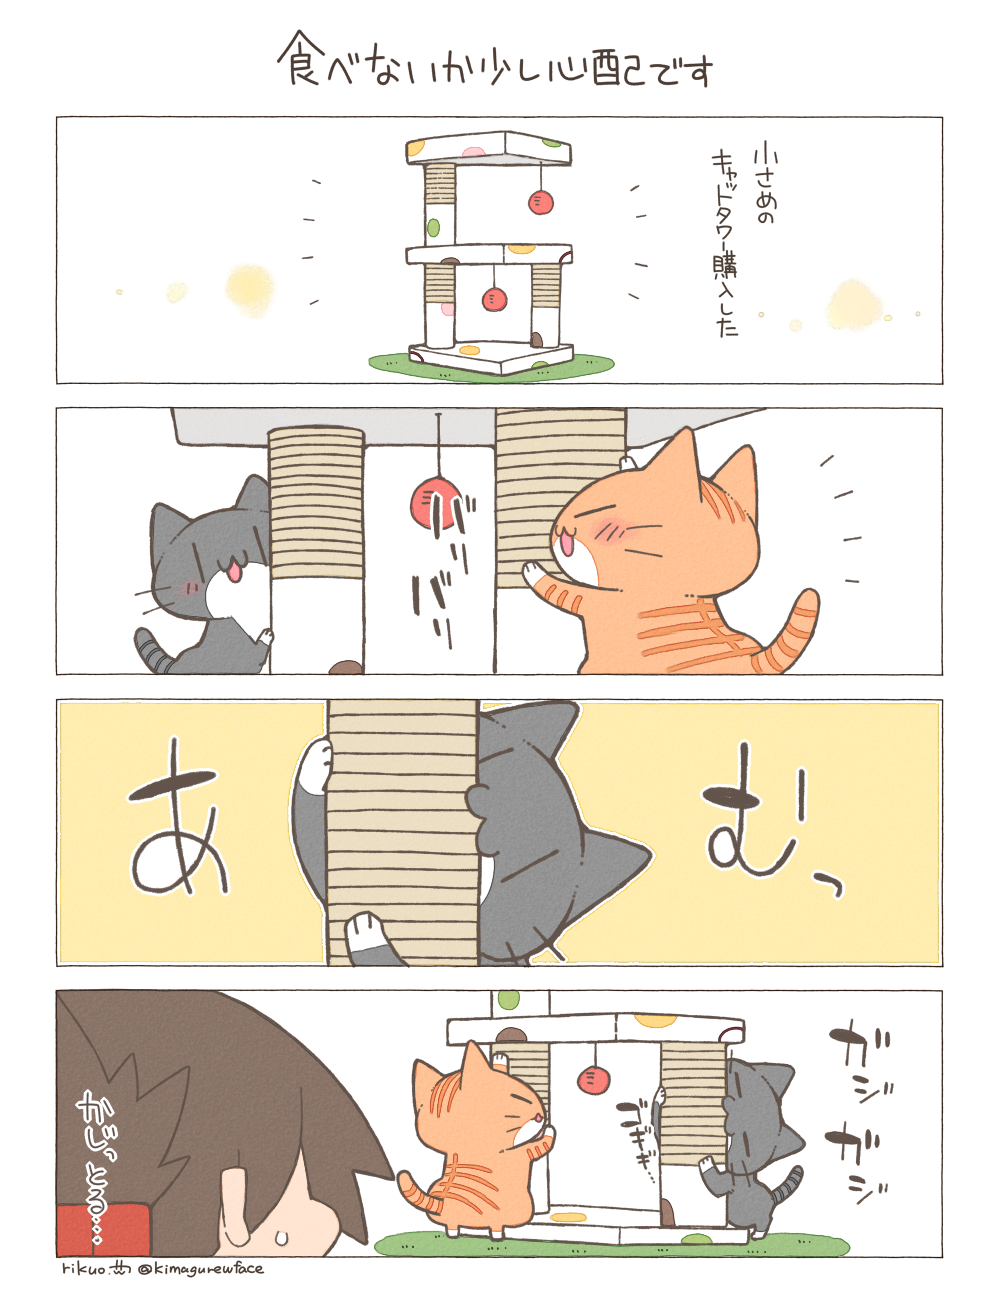 食べないか少し心配です
小さめの
キャットタワー購入した
バリ
バリ
むっ
あ
ガジ
ガジ
ゴギギ
かじっとる…
rikuo.廿 @kimagurewface